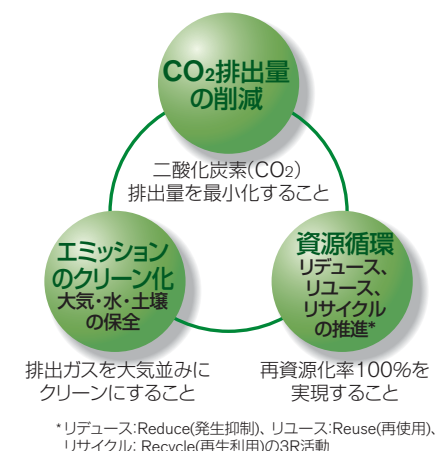 CO2排出量
の削減
二酸化炭素(CO2)
排出量を最小化すること
エミッション
のクリーン化
大気・水・土壌
の保全
排出ガスを大気並みに
クリーンにすること
資源循環
リデュース、
リユース、
リサイクル
の推進*
再資源化率100%を
実現すること
*リデュース:Reduce(発生抑制)、リユース:Reuse(再使用)、
リサイクル; Recycle(再生利用)の3R活動